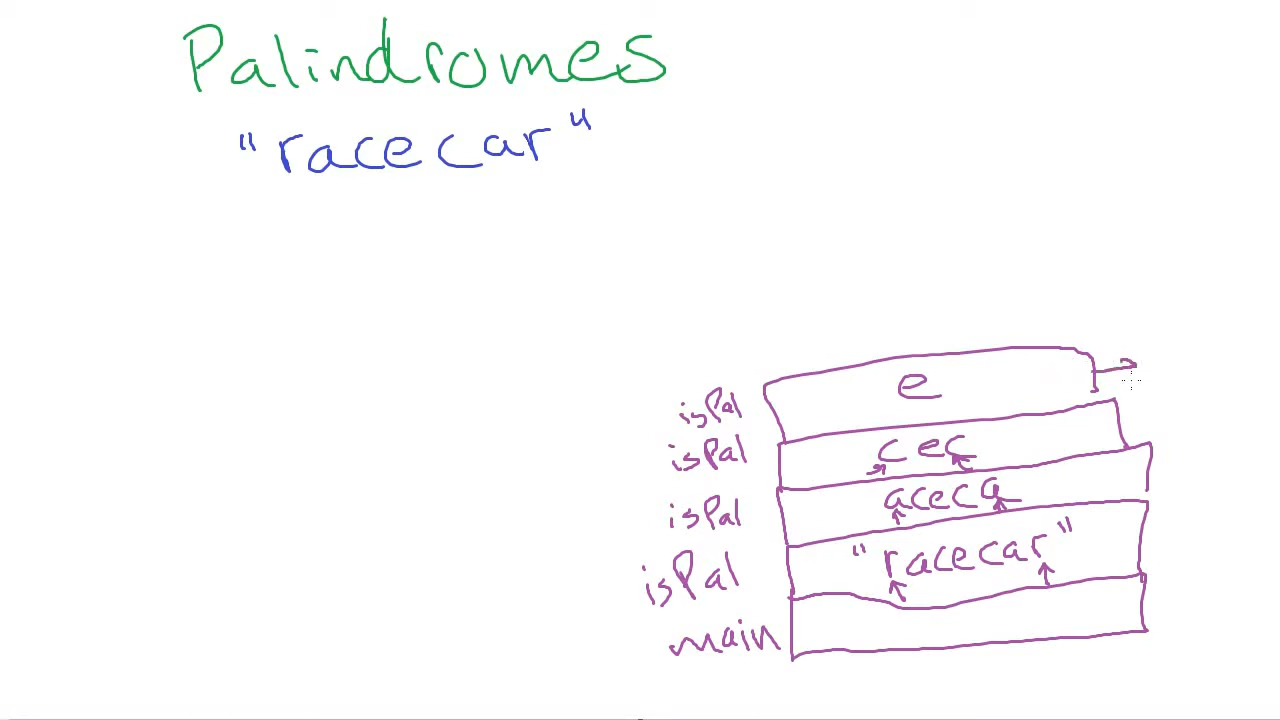 Palindromes
"racecar"
isPal e
isPal cec
isPal aceca
isPal "racecar"
main